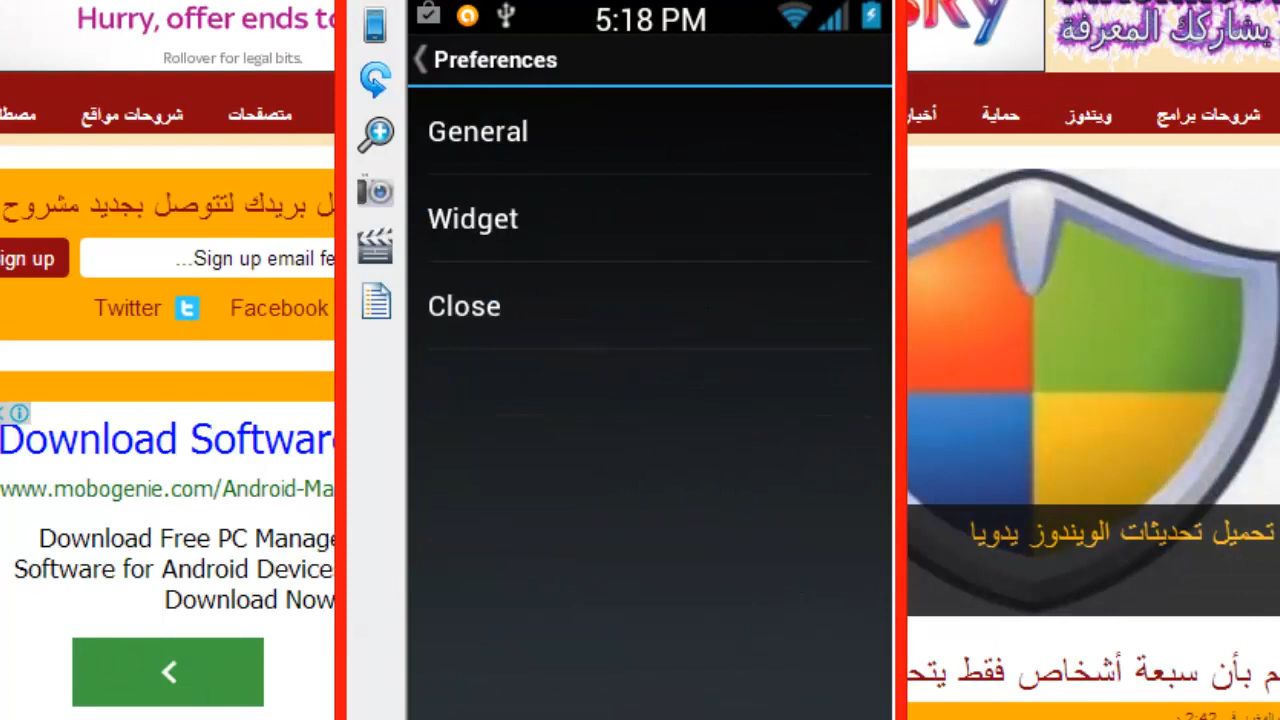 Hurry, offer ends to
Rollover for legal bits.
متصفحات
شروحات مواقع
ل بريدك لتتوصل بجديد مشروح
Sign up email fe...
ign up
Twitter
Facebook
Download Softwar
www.mobogenie.com/Android-Ma
Download Free PC Manage
Software for Android Device
Download Now
5:18 PM
Preferences
General
Widget
Close
يشاركك المعرفة
شروحات برامج
ويندوز
حماية
أخبار
تحميل تحديثات الويندوز يدويا
م بأن سبعة أشخاص فقط يتح